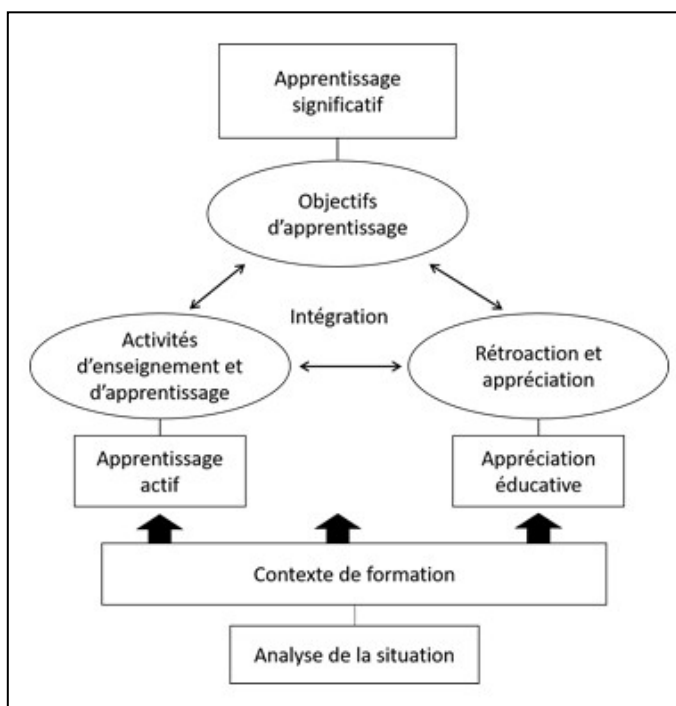 Apprentissage
significatif
Objectifs
d'apprentissage
Intégration
Activités
d'enseignement et
d'apprentissage
Rétroaction et
appréciation
Apprentissage
actif
Appréciation
éducative
Contexte de formation
Analyse de la situation